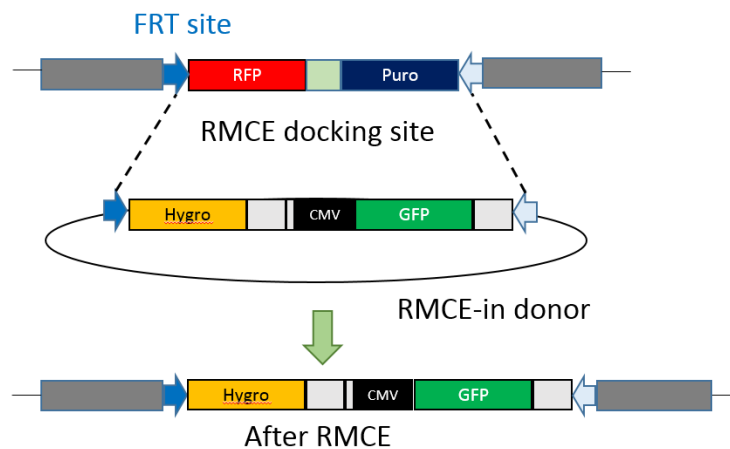 FRT site
RFP
Puro
RMCE docking site
Hygro
CMV
GFP
RMCE-in donor
Hygro
CMV
GFP
After RMCE